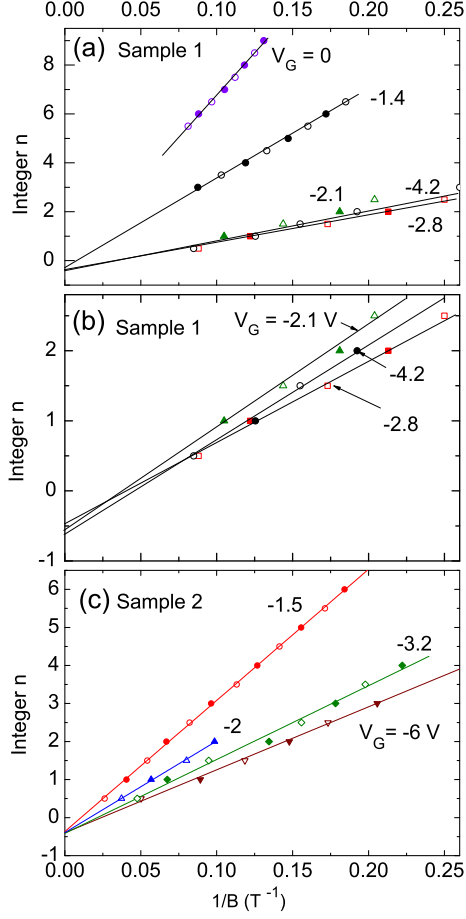 0.00 0.05 0.10 0.15 0.20 0.25
(a) Sample 1
V_G = 0
-1.4
-2.1
-4.2
-2.8
8
6
4
2
0
Integer n
(b) Sample 1
V_G = -2.1 V
-4.2
-2.8
2
1
0
-1
Integer n
(c) Sample 2
-1.5
-3.2
-2
V_G= -6 V
6
5
4
3
2
1
0
-1
Integer n
0.00 0.05 0.10 0.15 0.20 0.25
1/B (T^-1)